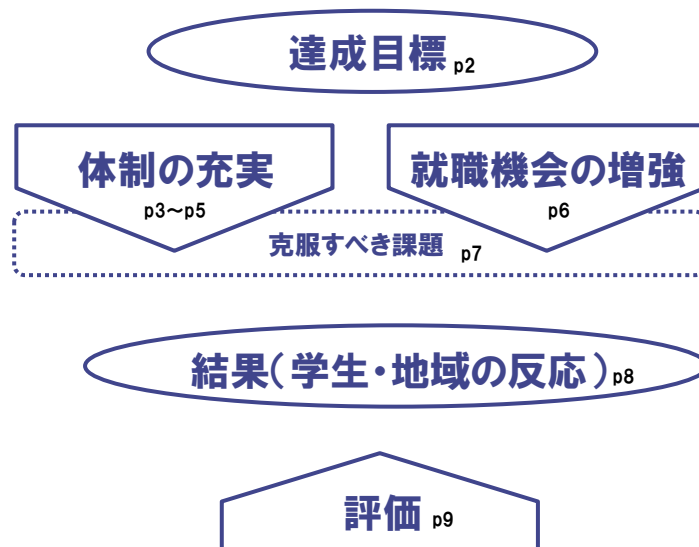 達成目標 p2
体制の充実
p3～p5
就職機会の増強
p6
克服すべき課題 p7
結果(学生・地域の反応)p8
評価 p9